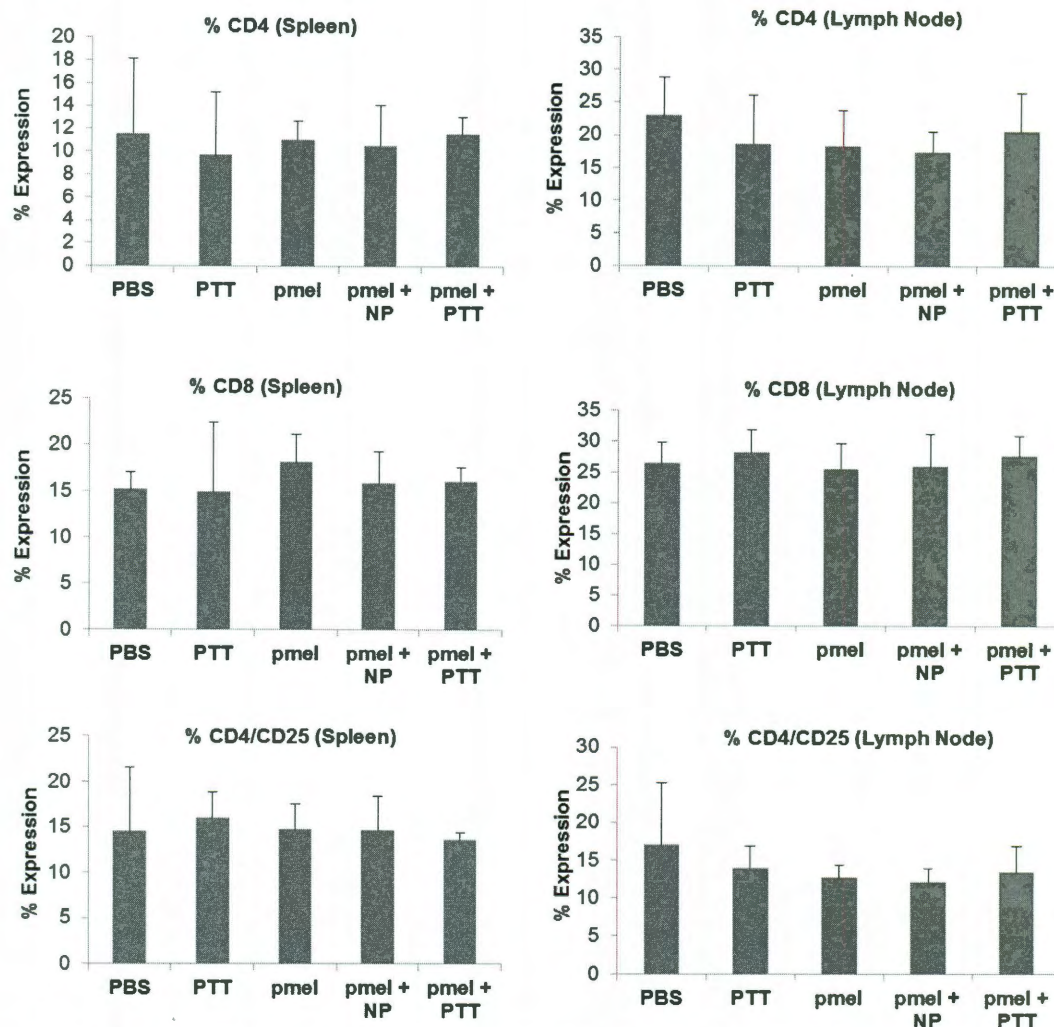 % CD4 (Spleen)
% Expression
20
18
16
14
12
10
8
6
4
2
0
PBS
PTT
pmel
pmel +
NP
pmel +
PTT
% CD4 (Lymph Node)
% Expression
35
30
25
20
15
10
5
0
PBS
PTT
pmel
pmel +
NP
pmel +
PTT
% CD8 (Spleen)
% Expression
25
20
15
10
5
0
PBS
PTT
pmel
pmel +
NP
pmel +
PTT
% CD8 (Lymph Node)
% Expression
35
30
25
20
15
10
5
0
PBS
PTT
pmel
pmel +
NP
pmel +
PTT
% CD4/CD25 (Spleen)
% Expression
25
20
15
10
5
0
PBS
PTT
pmel
pmel +
NP
pmel +
PTT
% CD4/CD25 (Lymph Node)
% Expression
30
25
20
15
10
5
0
PBS
PTT
pmel
pmel +
NP
pmel +
PTT